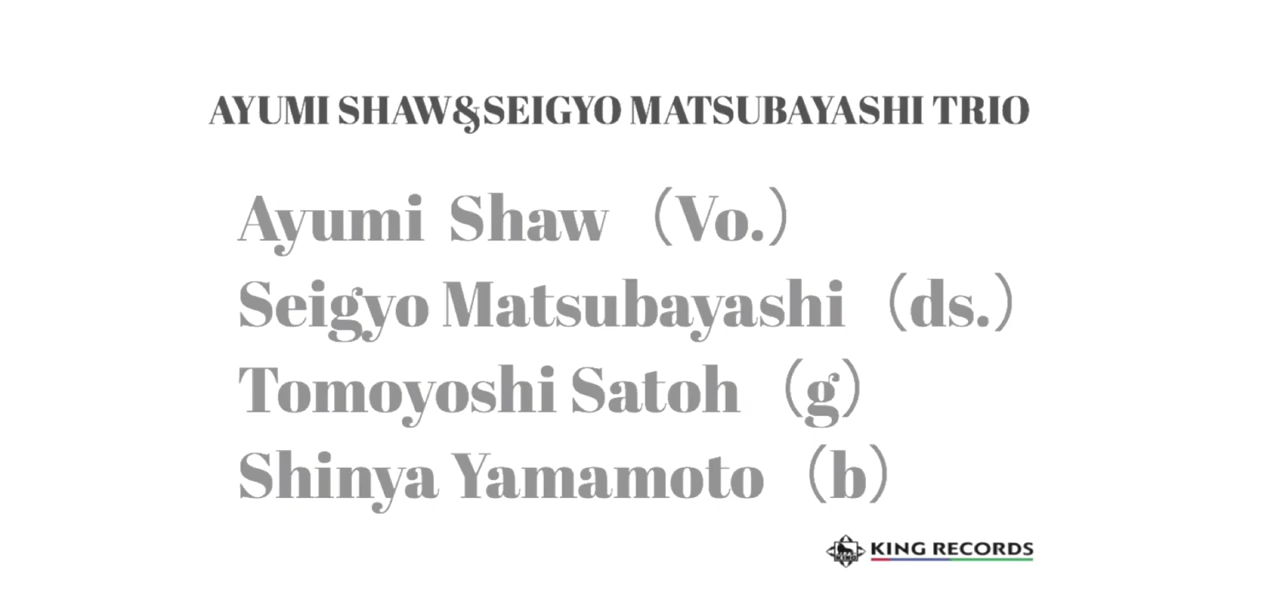 AYUMI SHAW&SEIGYO MATSUBAYASHI TRIO
Ayumi Shaw （Vo.）
Seigyo Matsubayashi （ds.）
Tomoyoshi Satoh （g）
Shinya Yamamoto （b）
KING RECORDS